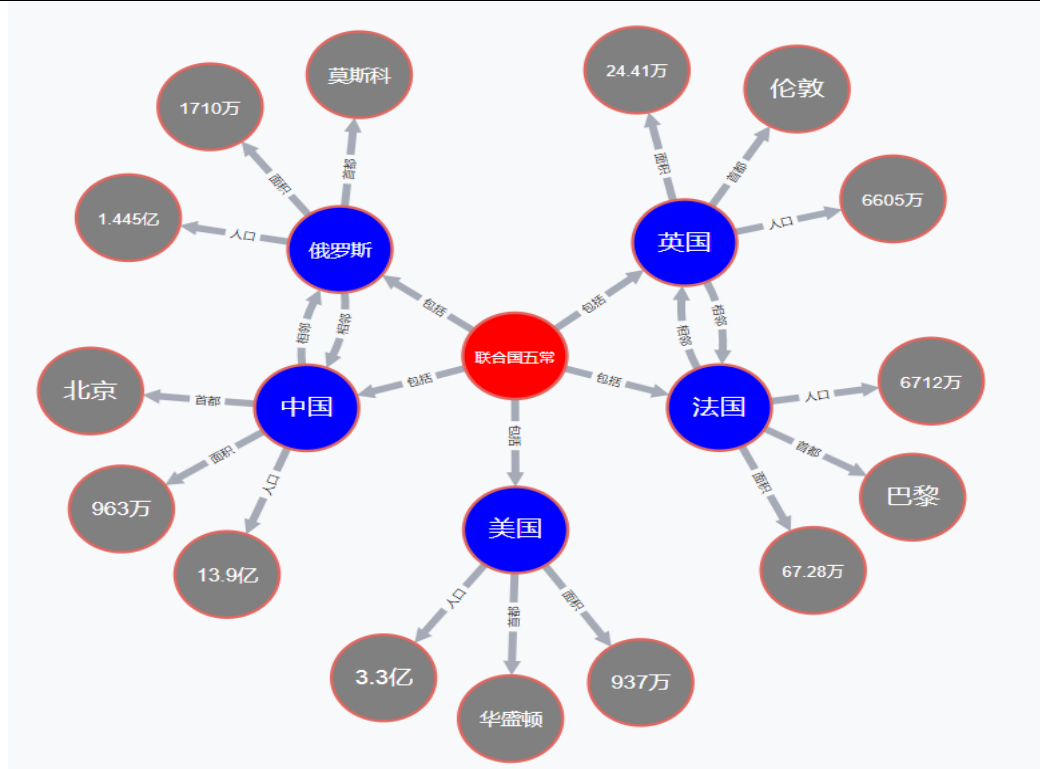 莫斯科
24.41万
伦敦
1710万
首都
面积
首都
面积
6605万
1.445亿
人口
人口
俄罗斯
英国
包括
包括
相邻
相邻
相邻
相邻
联合国五常
包括
包括
6712万
人口
北京
首都
中国
法国
包括
首都
面积
人口
面积
巴黎
963万
美国
13.9亿
67.28万
人口
首都
面积
3.3亿
937万
华盛顿